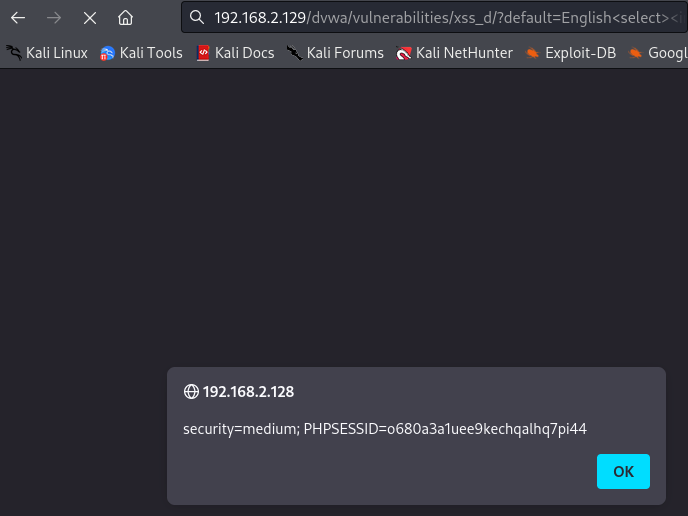 192.168.2.129/dvwa/vulnerabilities/xss_d/?default=English<select><i
Kali Linux Kali Tools Kali Docs Kali Forums Kali NetHunter Exploit-DB Googl
192.168.2.128
security=medium; PHPSESSID=o680a3a1uee9kechqalhq7pi44
OK